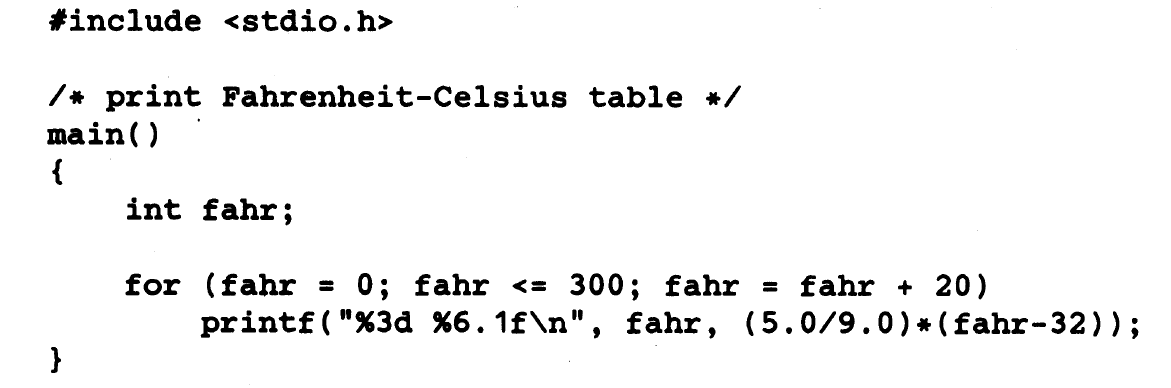 #include <stdio.h>
/* print Fahrenheit-Celsius table */
main()
{
    int fahr;
    for (fahr = 0; fahr <= 300; fahr = fahr + 20)
        printf("%3d %6.1f\n", fahr, (5.0/9.0)*(fahr-32));
}